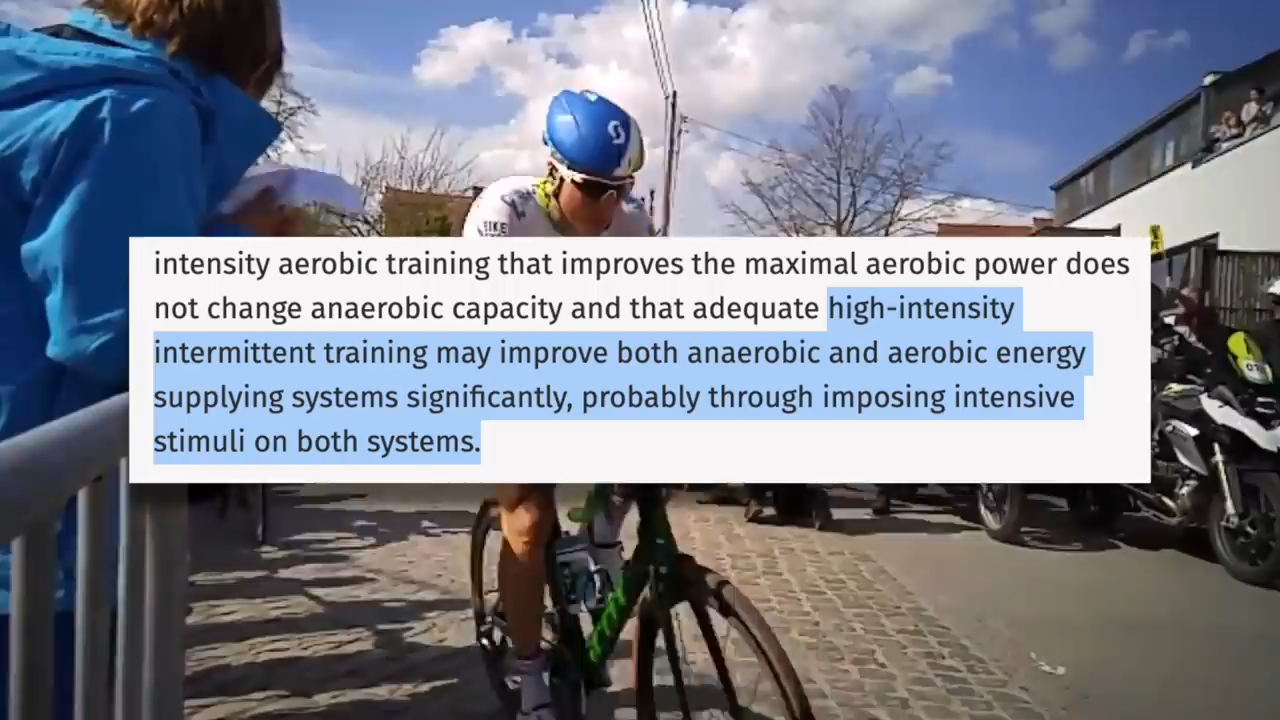 BIKE
intensity aerobic training that improves the maximal aerobic power does
not change anaerobic capacity and that adequate high-intensity
intermittent training may improve both anaerobic and aerobic energy
supplying systems significantly, probably through imposing intensive
stimuli on both systems.